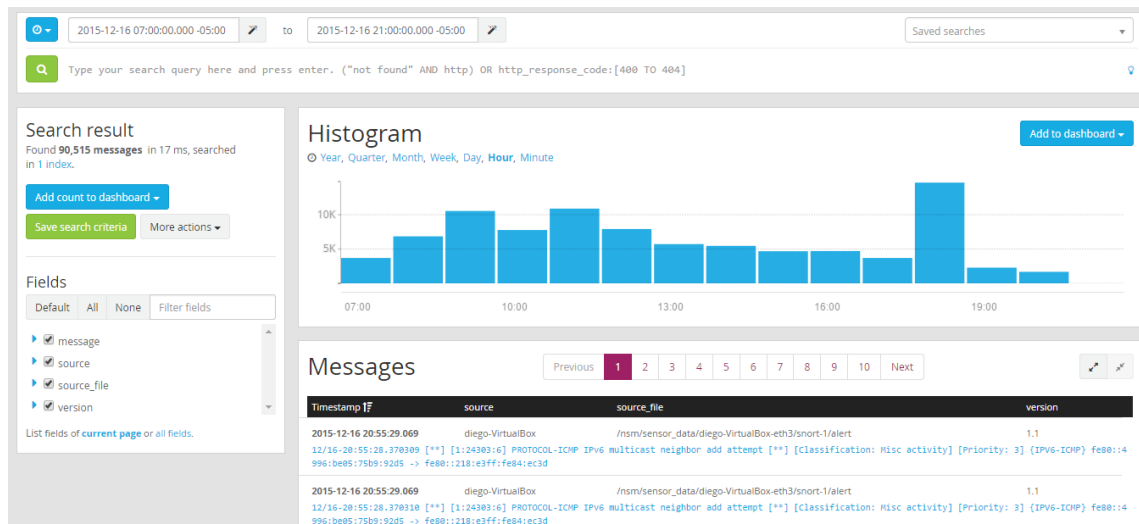 2015-12-16 07:00:00.000 -05:00 to 2015-12-16 21:00:00.000 -05:00 Saved searches
Type your search query here and press enter. ("not found" AND http) OR http_response_code:[400 TO 404]
Search result
Found 90,515 messages in 17 ms, searched
in 1 index.
Add count to dashboard
Save search criteria More actions
Fields
Default All None Filter fields
message
source
source_file
version
List fields of current page or all fields.
Histogram
Add to dashboard
Year, Quarter, Month, Week, Day, Hour, Minute
10K
5K
07:00 10:00 13:00 16:00 19:00
Messages
Previous 1 2 3 4 5 6 7 8 9 10 Next
Timestamp source source_file version
2015-12-16 20:55:29.069 diego-VirtualBox /nsm/sensor_data/diego-VirtualBox-eth3/snort-1/alert 1.1
12/16-20:55:28.370309 [**] [1:24303:6] PROTOCOL-ICMP IPv6 multicast neighbor add attempt [**] [Classification: Misc activity] [Priority: 3] {IPV6-ICMP} fe80::4
996:be05:75b9:92d5 -> fe80::218:e3ff:fe84:ec3d
2015-12-16 20:55:29.069 diego-VirtualBox /nsm/sensor_data/diego-VirtualBox-eth3/snort-1/alert 1.1
12/16-20:55:28.370310 [**] [1:24303:6] PROTOCOL-ICMP IPv6 multicast neighbor add attempt [**] [Classification: Misc activity] [Priority: 3] {IPV6-ICMP} fe80::4
996:be05:75b9:92d5 -> fe80::218:e3ff:fe84:ec3d